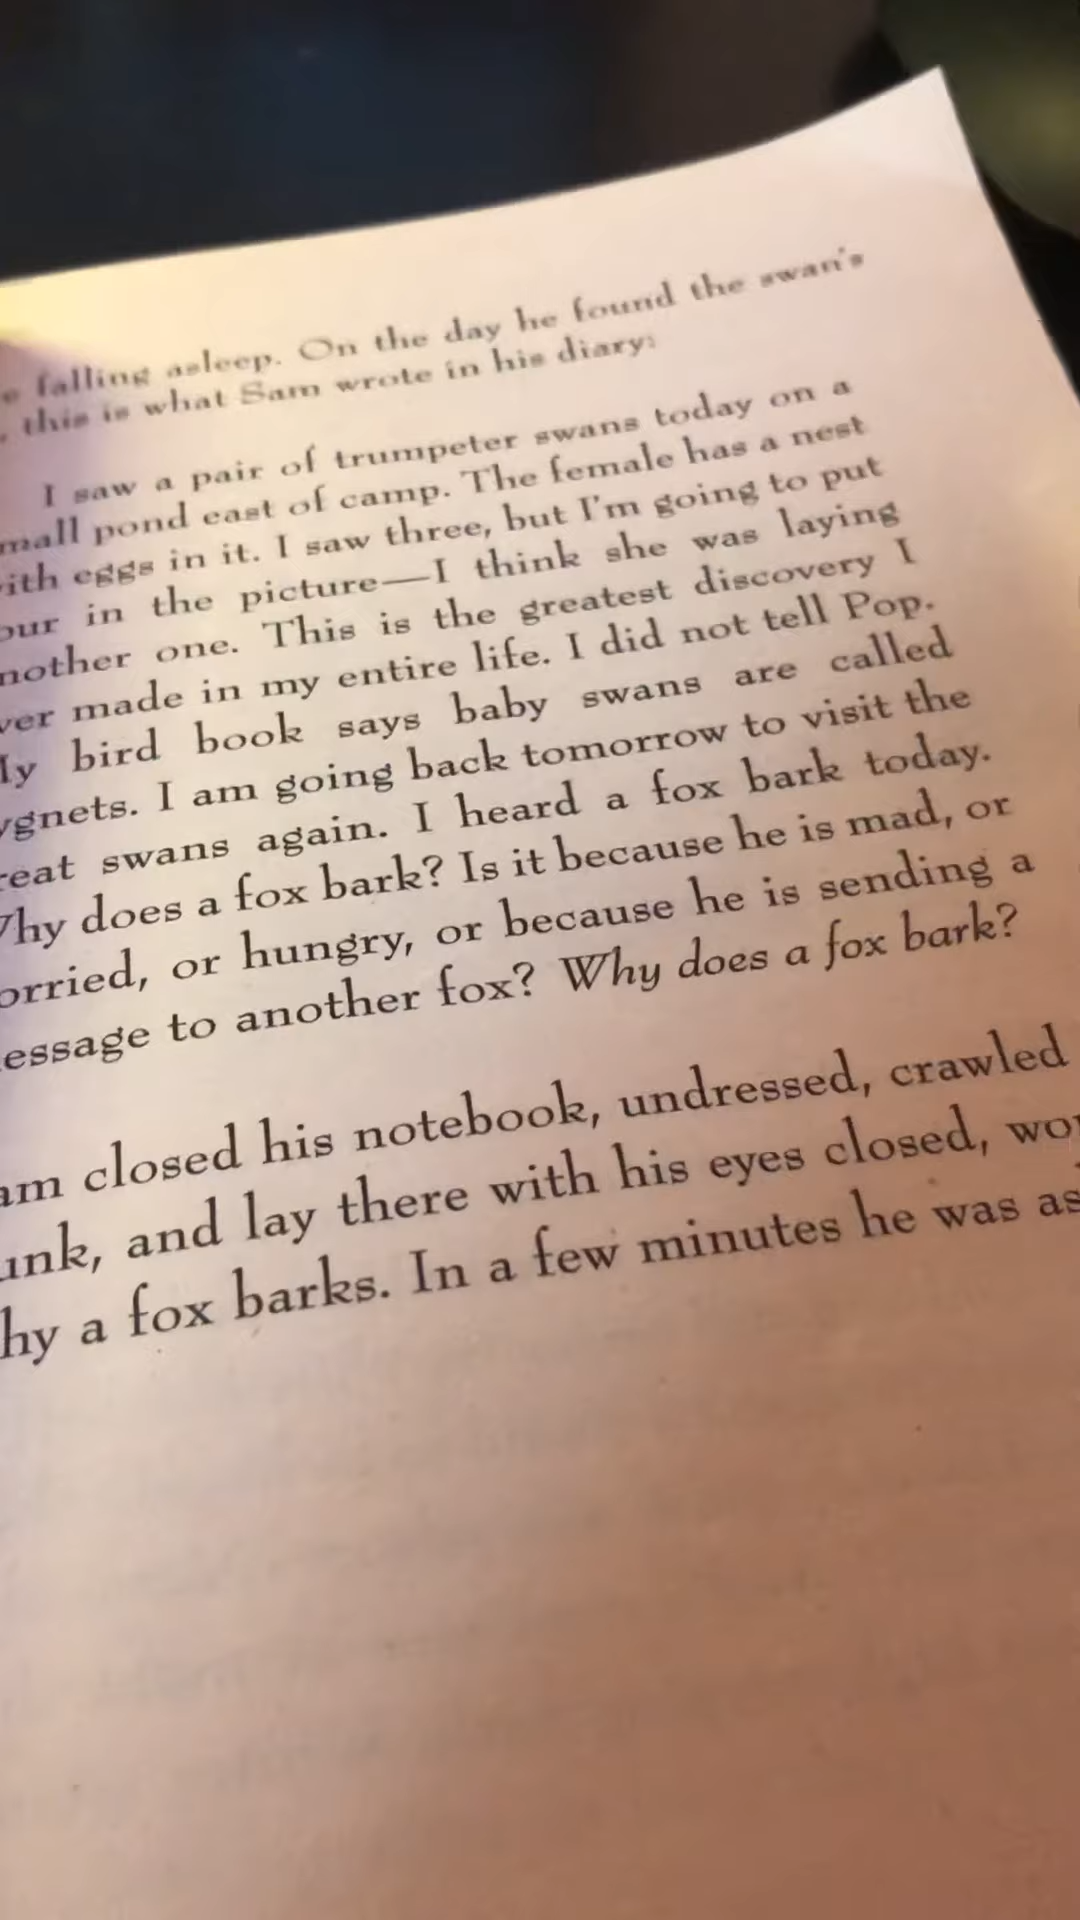 e falling asleep. On the day he found the swan's
, this is what Sam wrote in his diary:
I saw a pair of trumpeter swans today on a
mall pond east of camp. The female has a nest
ith eggs in it. I saw three, but I'm going to put
our in the picture—I think she was laying
nother one. This is the greatest discovery I
ver made in my entire life. I did not tell Pop.
My bird book says baby swans are called
ygnets. I am going back tomorrow to visit the
reat swans again. I heard a fox bark today.
Why does a fox bark? Is it because he is mad, or
orried, or hungry, or because he is sending a
essage to another fox? Why does a fox bark?
am closed his notebook, undressed, crawled
unk, and lay there with his eyes closed, wo
hy a fox barks. In a few minutes he was as